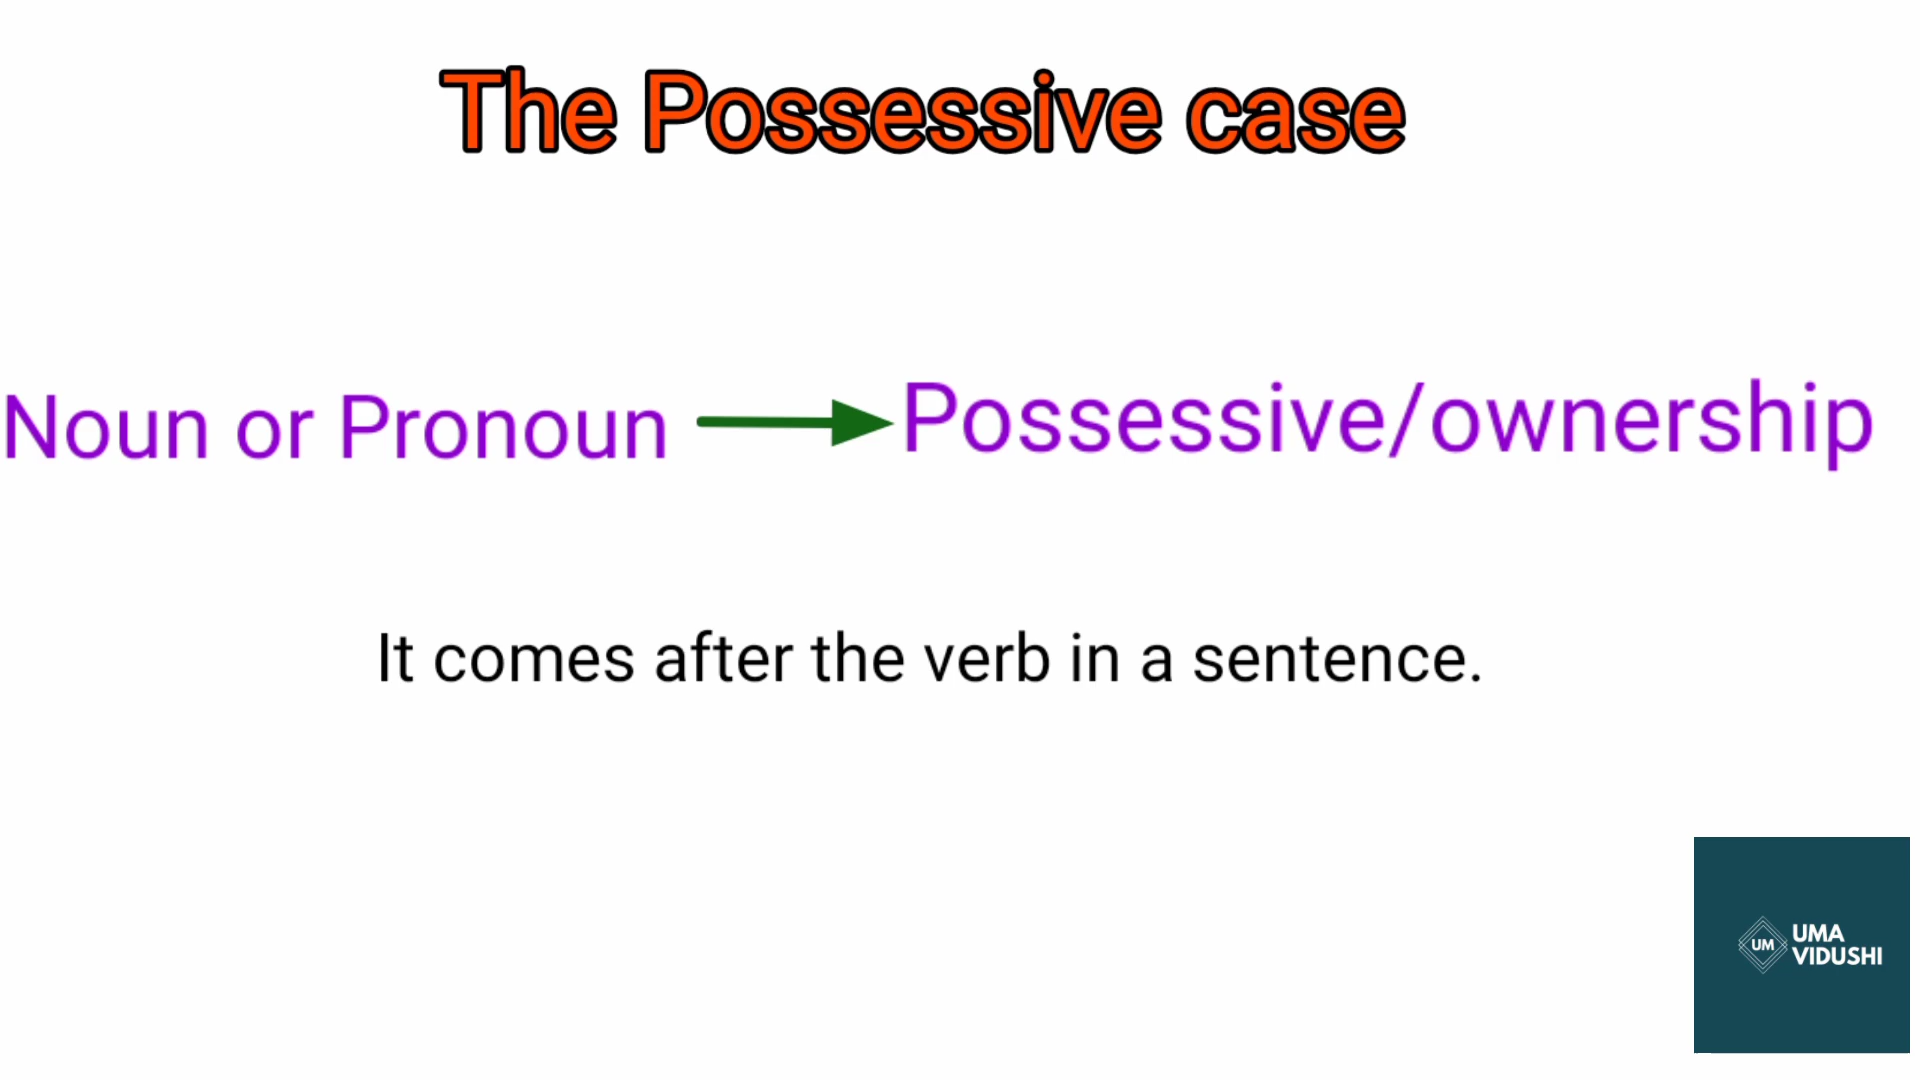 The Possessive case
Noun or Pronoun
Possessive/ownership
It comes after the verb in a sentence.
UM
UMA
VIDUSHI